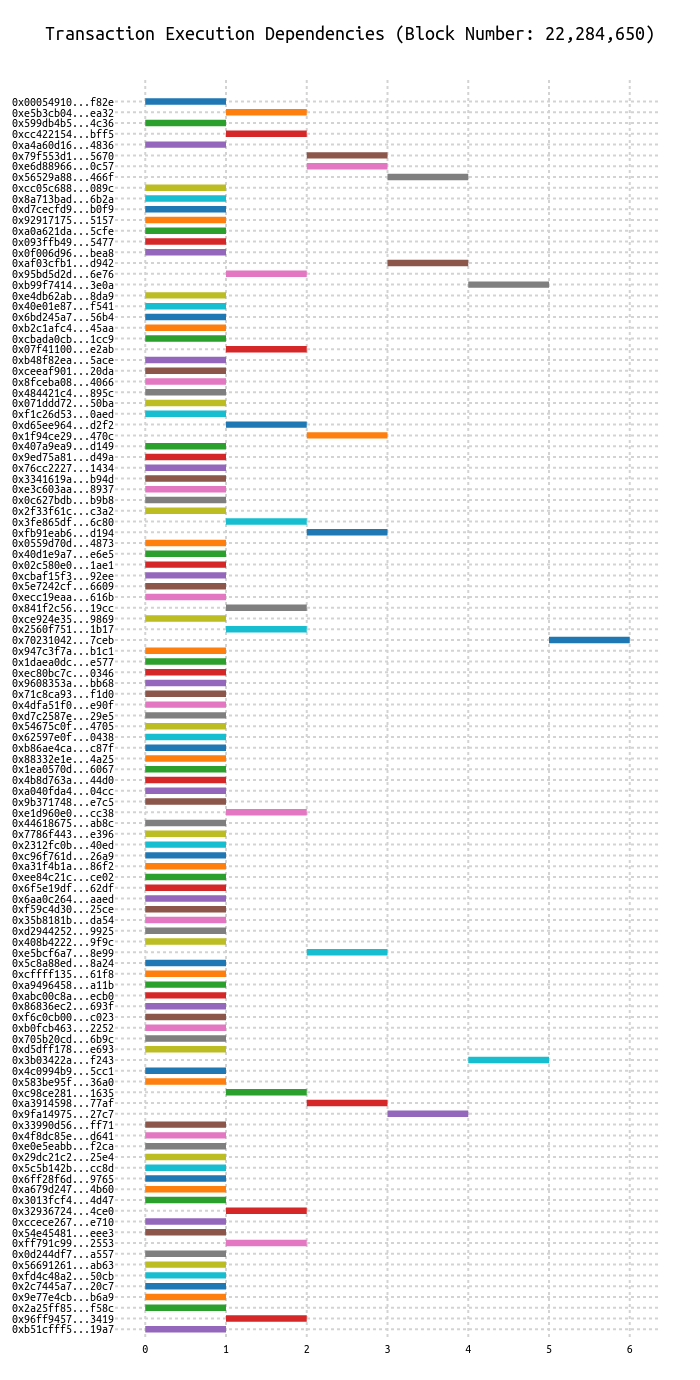 Transaction Execution Dependencies (Block Number: 22,284,650)
0x00054910...f82e
0xe5b3cb04...ea32
0x599db4b5...4c36
0xcc422154...bff5
0xa4a60d16...4836
0x79f553d1...5670
0xe6d88966...0c57
0x56529a88...466f
0xcc05c688...089c
0x8a713bad...6b2a
0xd7cecfd9...b0f9
0x92917175...5157
0xa0a621da...5cfe
0x093ffb49...5477
0x0f006d96...bea8
0xaf03cfb1...d942
0x95bd5d2d...6e76
0xb99f7414...3e0a
0xe4db62ab...8da9
0x40e01e87...f541
0x6bd245a7...56b4
0xb2c1afc4...45aa
0xcbada0cb...1cc9
0x07f41100...e2ab
0xb48f82ea...5ace
0xceeaf901...20da
0x8fceba08...4066
0x484421c4...895c
0x071ddd72...50ba
0xf1c26d53...0aed
0xd65ee964...d2f2
0x1f94ce29...470c
0x407a9ea9...d149
0x9ed75a81...d49a
0x76cc2227...1434
0x3341619a...b94d
0xe3c603aa...8937
0x0c627bdb...b9b8
0x2f33f61c...c3a2
0x3fe865df...6c80
0xfb91eab6...d194
0x0559d70d...4873
0x40d1e9a7...e6e5
0x02c580e0...1ae1
0xcbaf15f3...92ee
0x5e7242cf...6609
0xecc19eaa...616b
0x841f2c56...19cc
0xce924e35...9869
0x2560f751...1b17
0x70231042...7ceb
0x947c3f7a...b1c1
0x1daea0dc...e577
0xec80bc7c...0346
0x9608353a...bb68
0x71c8ca93...f1d0
0x4dfa51f0...e90f
0xd7c2587e...29e5
0x54675c0f...4705
0x62597e0f...0438
0xb86ae4ca...c87f
0x88332e1e...4a25
0x1ea0570d...6067
0x4b8d763a...44d0
0xa040fda4...04cc
0x9b371748...e7c5
0xe1d960e0...cc38
0x44618675...ab8c
0x7786f443...e396
0x2312fc0b...40ed
0xc96f761d...26a9
0xa31f4b1a...86f2
0xee84c21c...ce02
0x6f5e19df...62df
0x6aa0c264...aaed
0xf59c4d30...25ce
0x35b8181b...da54
0xd2944252...9925
0x408b4222...9f9c
0xe5bcf6a7...8e99
0x5c8a88ed...8a24
0xcffff135...61f8
0xa9496458...a11b
0xabc00c8a...ecb0
0x86836ec2...693f
0xf6c0cb00...c023
0xb0fcb463...2252
0x705b20cd...6b9c
0xd5dff178...e693
0x3b03422a...f243
0x4c0994b9...5cc1
0x583be95f...36a0
0xc98ce281...1635
0xa3914598...77af
0x9fa14975...27c7
0x33990d56...ff71
0x4f8dc85e...d641
0xe0e5eabb...f2ca
0x29dc21c2...25e4
0x5c5b142b...cc8d
0x6ff28f6d...9765
0xa679d247...4b60
0x3013fcf4...4d47
0x32936724...4ce0
0xccece267...e710
0x54e45481...eee3
0xff791c99...2553
0x0d244df7...a557
0x56691261...ab63
0xfd4c48a2...50cb
0x2c7445a7...20c7
0x9e77e4cb...b6a9
0x2a25ff85...f58c
0x96ff9457...3419
0xb51cfff5...19a7
0 1 2 3 4 5 6